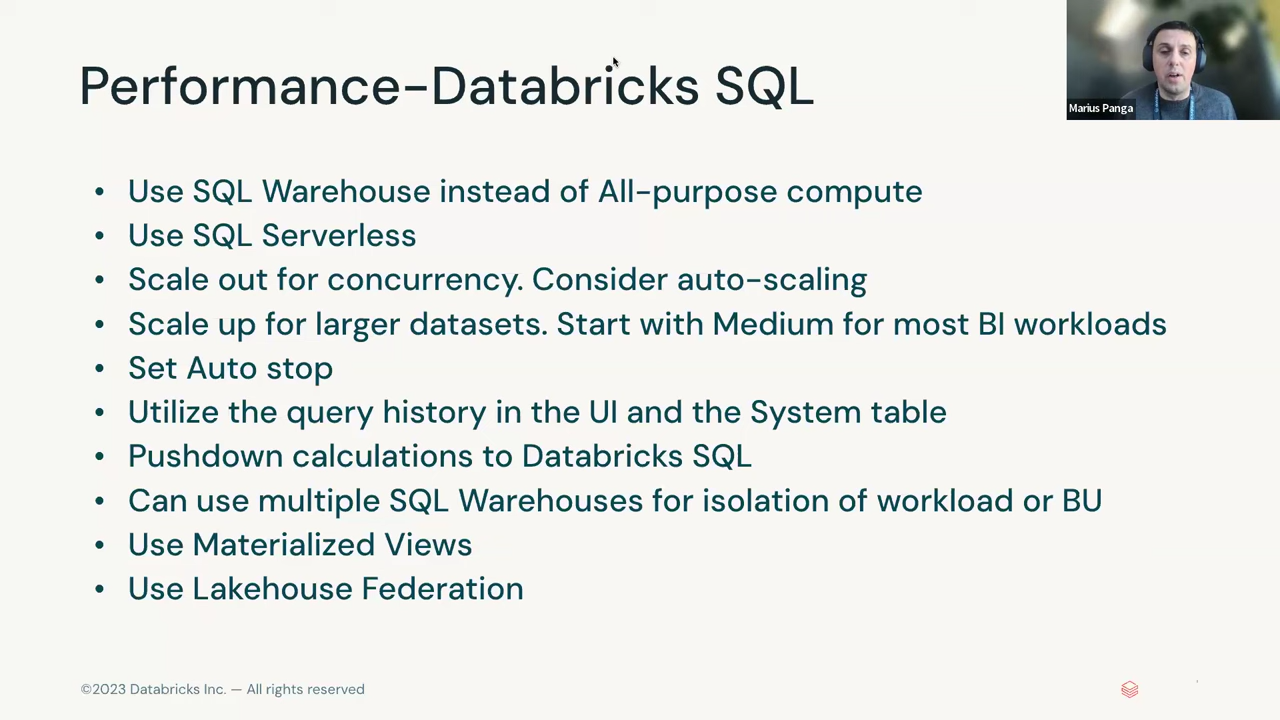 Performance-Databricks SQL
Marius Panga
• Use SQL Warehouse instead of All-purpose compute
• Use SQL Serverless
• Scale out for concurrency. Consider auto-scaling
• Scale up for larger datasets. Start with Medium for most BI workloads
• Set Auto stop
• Utilize the query history in the UI and the System table
• Pushdown calculations to Databricks SQL
• Can use multiple SQL Warehouses for isolation of workload or BU
• Use Materialized Views
• Use Lakehouse Federation
©2023 Databricks Inc. — All rights reserved